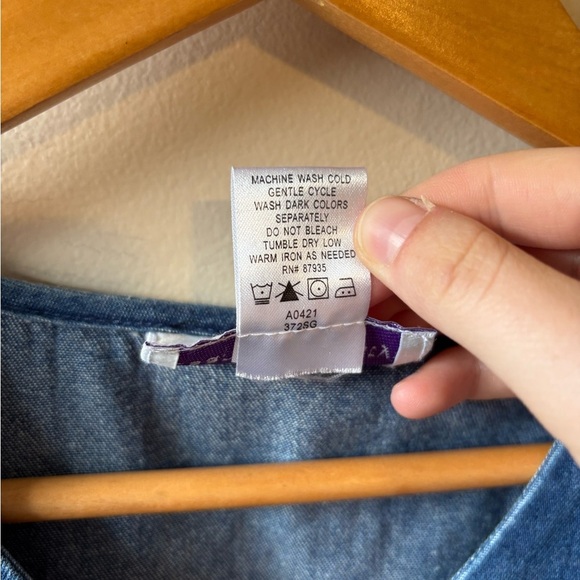 MACHINE WASH COLD
GENTLE CYCLE
WASH DARK COLORS
SEPARATELY
DO NOT BLEACH
TUMBLE DRY LOW
WARM IRON AS NEEDED
RN# 87935
A0421
372SG